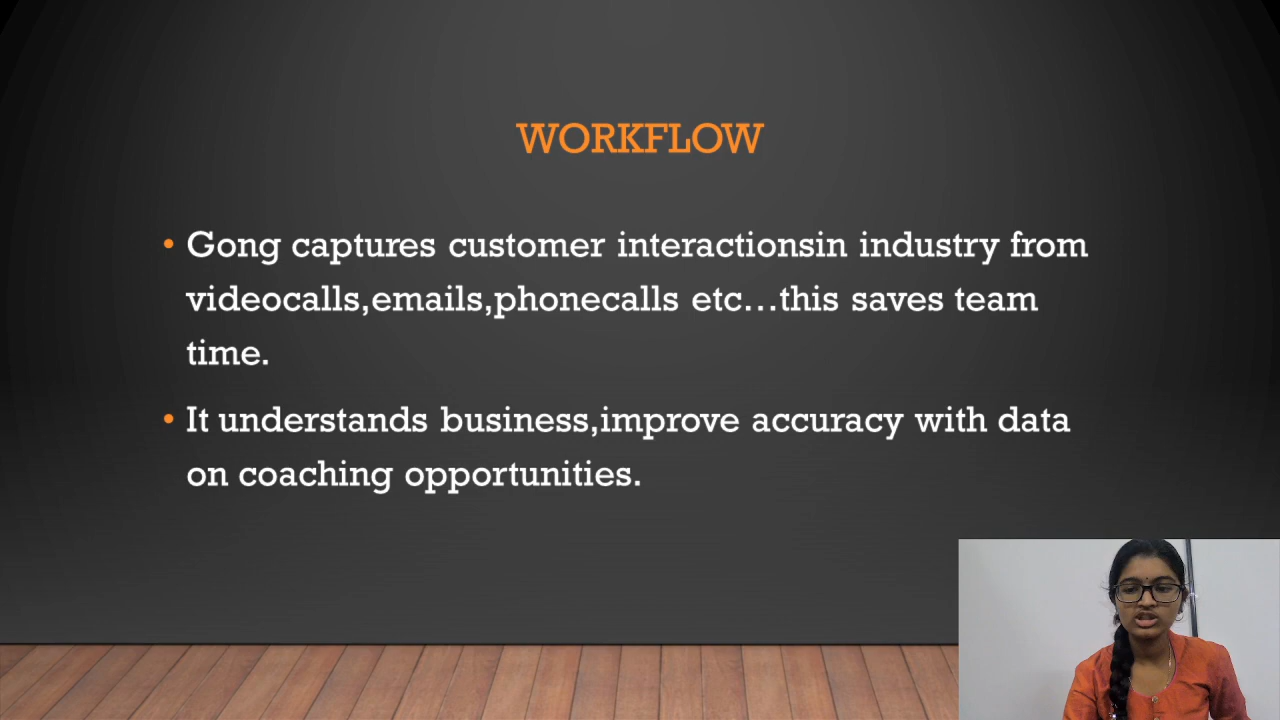 WORKFLOW
• Gong captures customer interactionsin industry from
videocalls,emails,phonecalls etc...this saves team
time.
• It understands business,improve accuracy with data
on coaching opportunities.